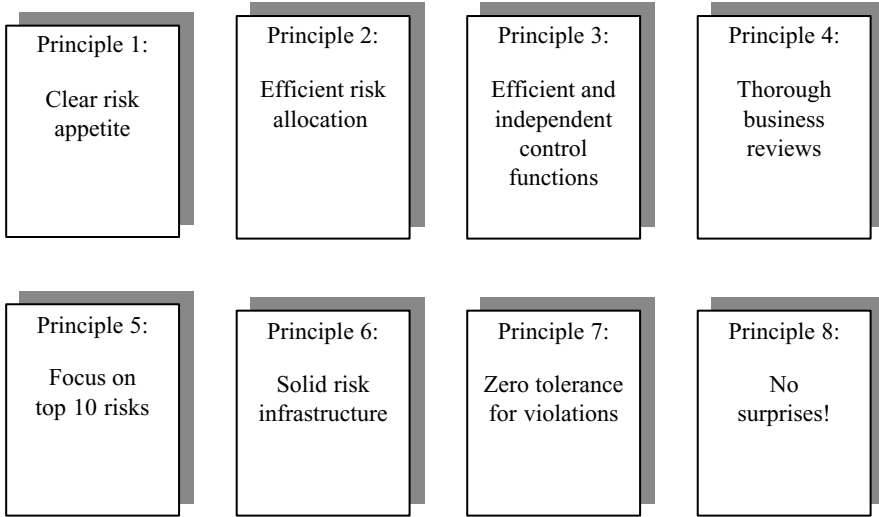 Principle 1:
Clear risk
appetite
Principle 2:
Efficient risk
allocation
Principle 3:
Efficient and
independent
control
functions
Principle 4:
Thorough
business
reviews
Principle 5:
Focus on
top 10 risks
Principle 6:
Solid risk
infrastructure
Principle 7:
Zero tolerance
for violations
Principle 8:
No
surprises!